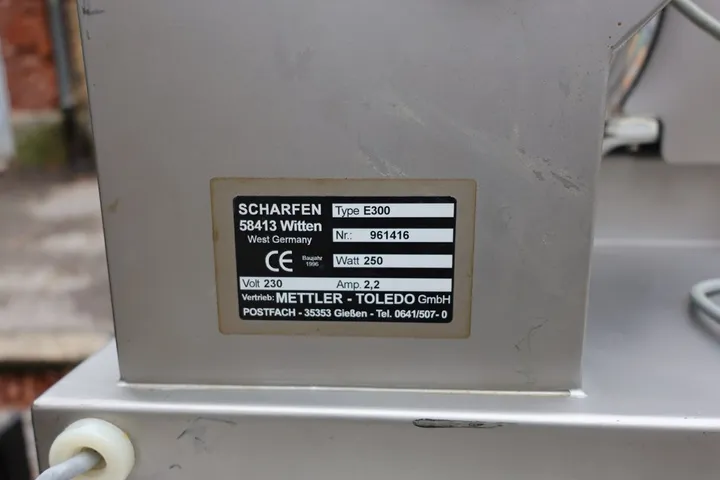 SCHARFEN
58413 Witten
West Germany
CE
Baujahr
1996
Type E300
Nr.: 961416
Watt 250
Volt 230 Amp. 2,2
Vertrieb: METTLER - TOLEDO GmbH
POSTFACH - 35353 Gießen - Tel. 0641/507- 0